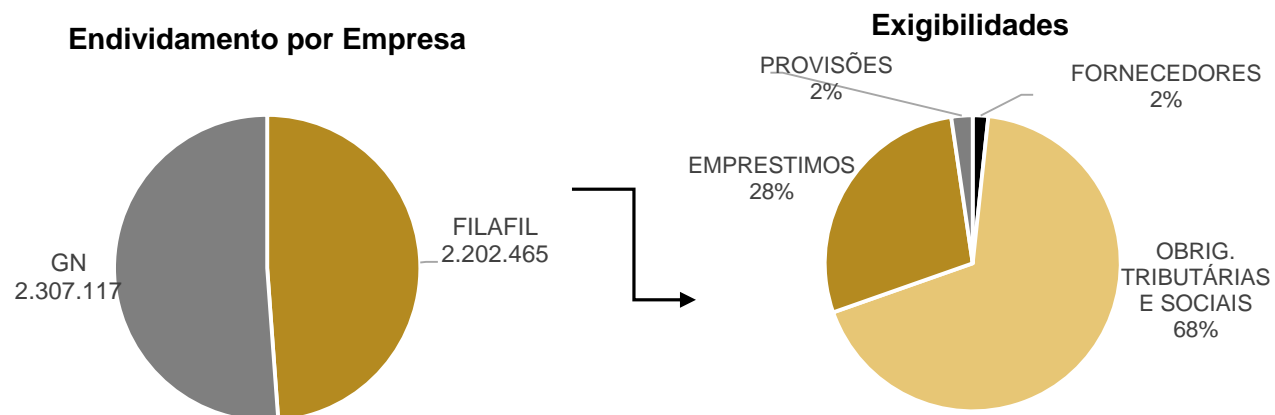 Endividamento por Empresa
GN
2.307.117
FILAFIL
2.202.465
Exigibilidades
PROVISÕES
2%
FORNECEDORES
2%
EMPRESTIMOS
28%
OBRIG.
TRIBUTÁRIAS
E SOCIAIS
68%